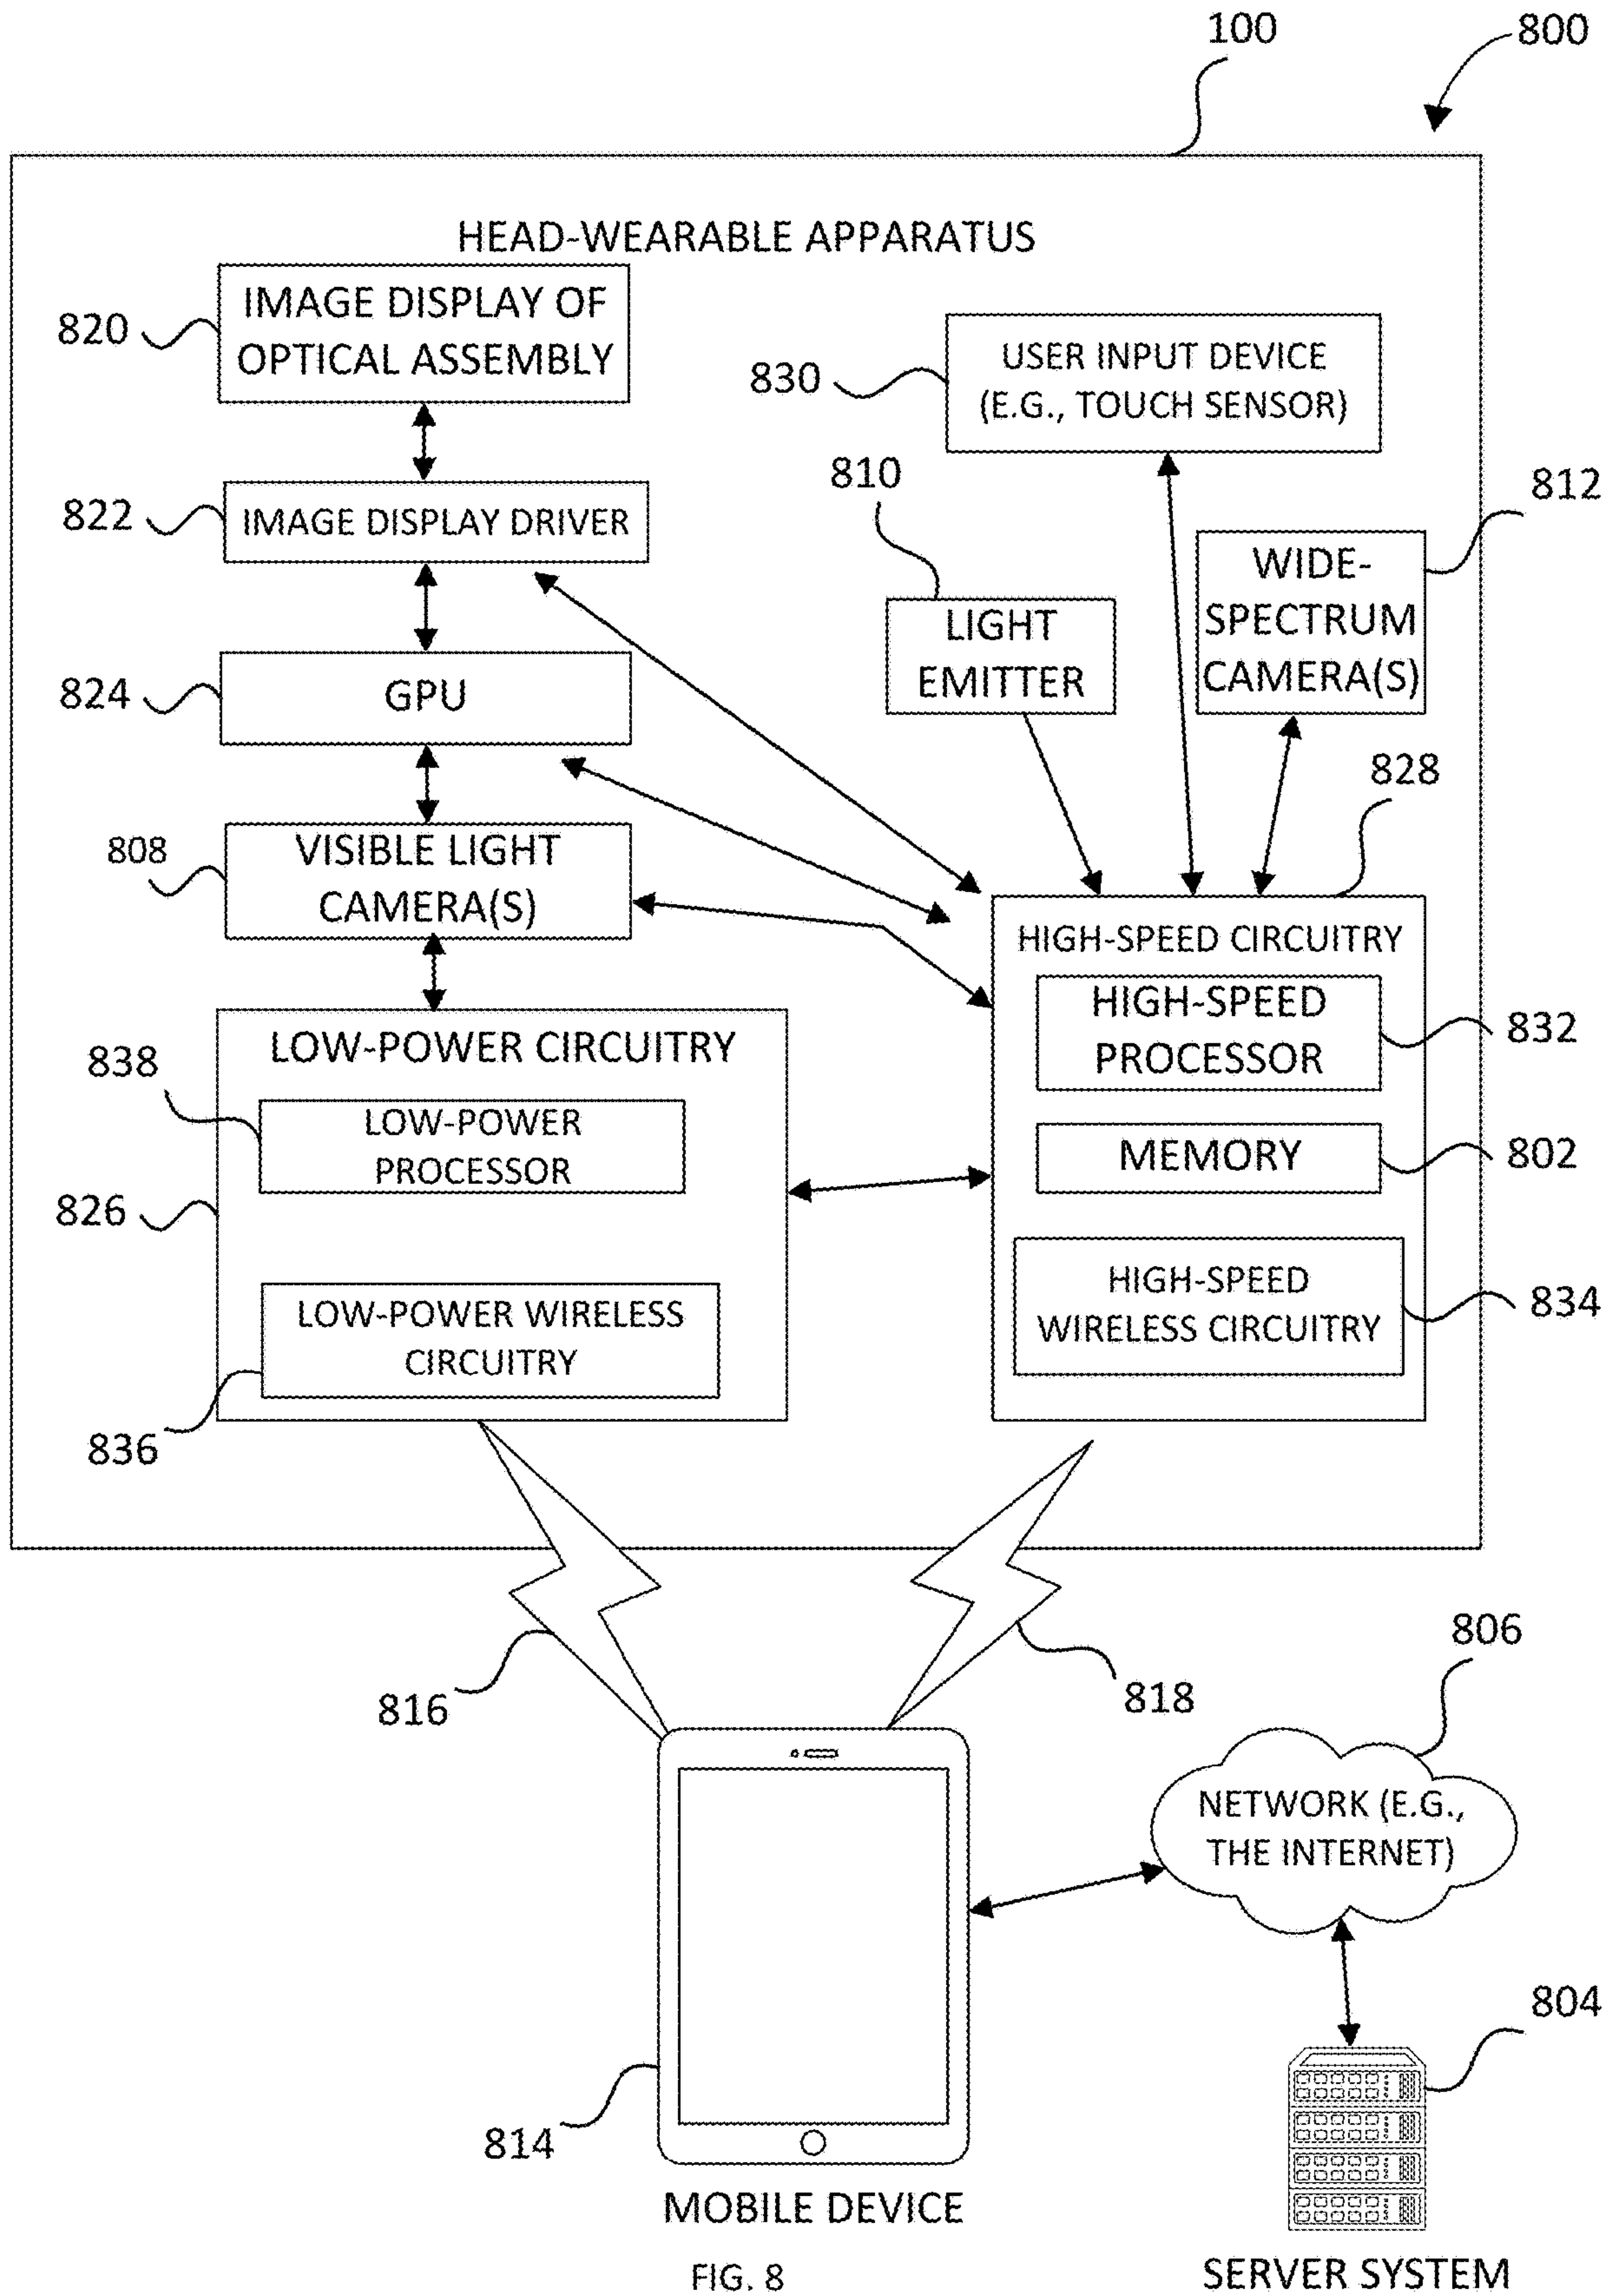 100
800
HEAD-WEARABLE APPARATUS
820
IMAGE DISPLAY OF
OPTICAL ASSEMBLY
830
USER INPUT DEVICE
(E.G., TOUCH SENSOR)
810
812
822
IMAGE DISPLAY DRIVER
WIDE-
SPECTRUM
CAMERA(S)
LIGHT
EMITTER
824
GPU
828
808
VISIBLE LIGHT
CAMERA(S)
HIGH-SPEED CIRCUITRY
HIGH-SPEED
PROCESSOR
832
LOW-POWER CIRCUITRY
838
LOW-POWER
PROCESSOR
MEMORY
802
826
HIGH-SPEED
WIRELESS CIRCUITRY
834
LOW-POWER WIRELESS
CIRCUITRY
836
816
818
806
NETWORK (E.G.,
THE INTERNET)
804
814
MOBILE DEVICE
SERVER SYSTEM
FIG. 8